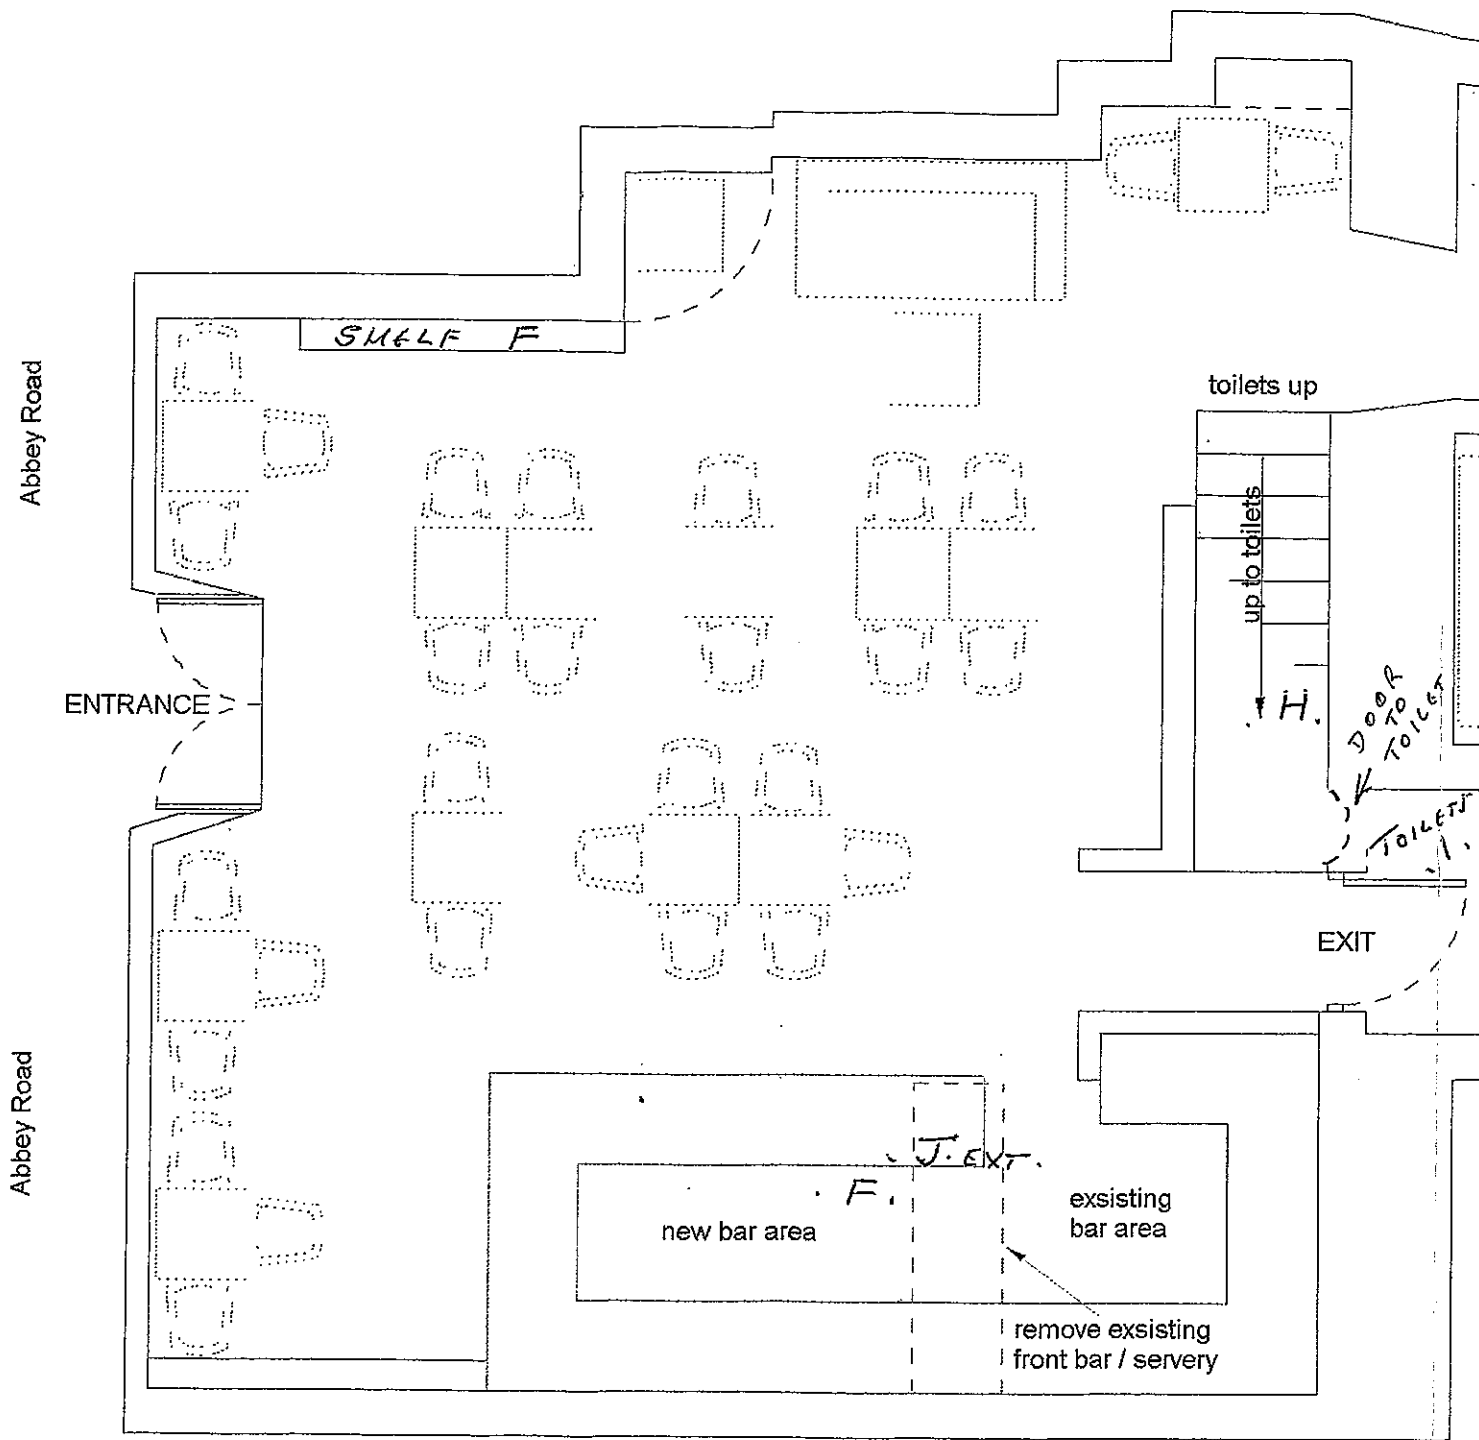 SHELF F
Abbey Road
toilets up
up to toilets
ENTRANCE
. H.
DOOR
TO
TOILET
TOILETS
. I.
EXIT
Abbey Road
. J. EXT.
. F.
new bar area
exsisting
bar area
remove exsisting
front bar / servery